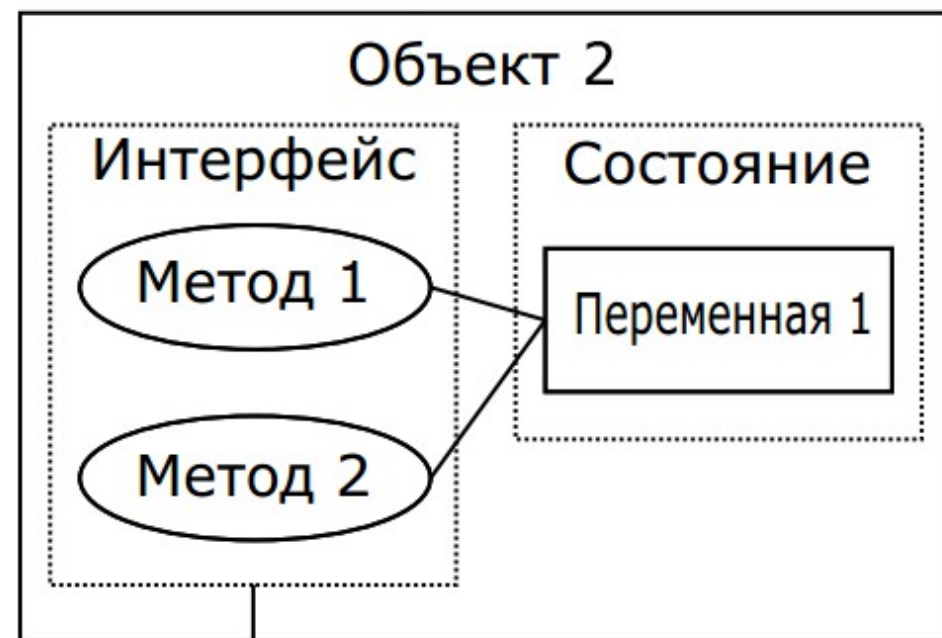 Объект 2
Интерфейс
Состояние
Метод 1
Переменная 1
Метод 2